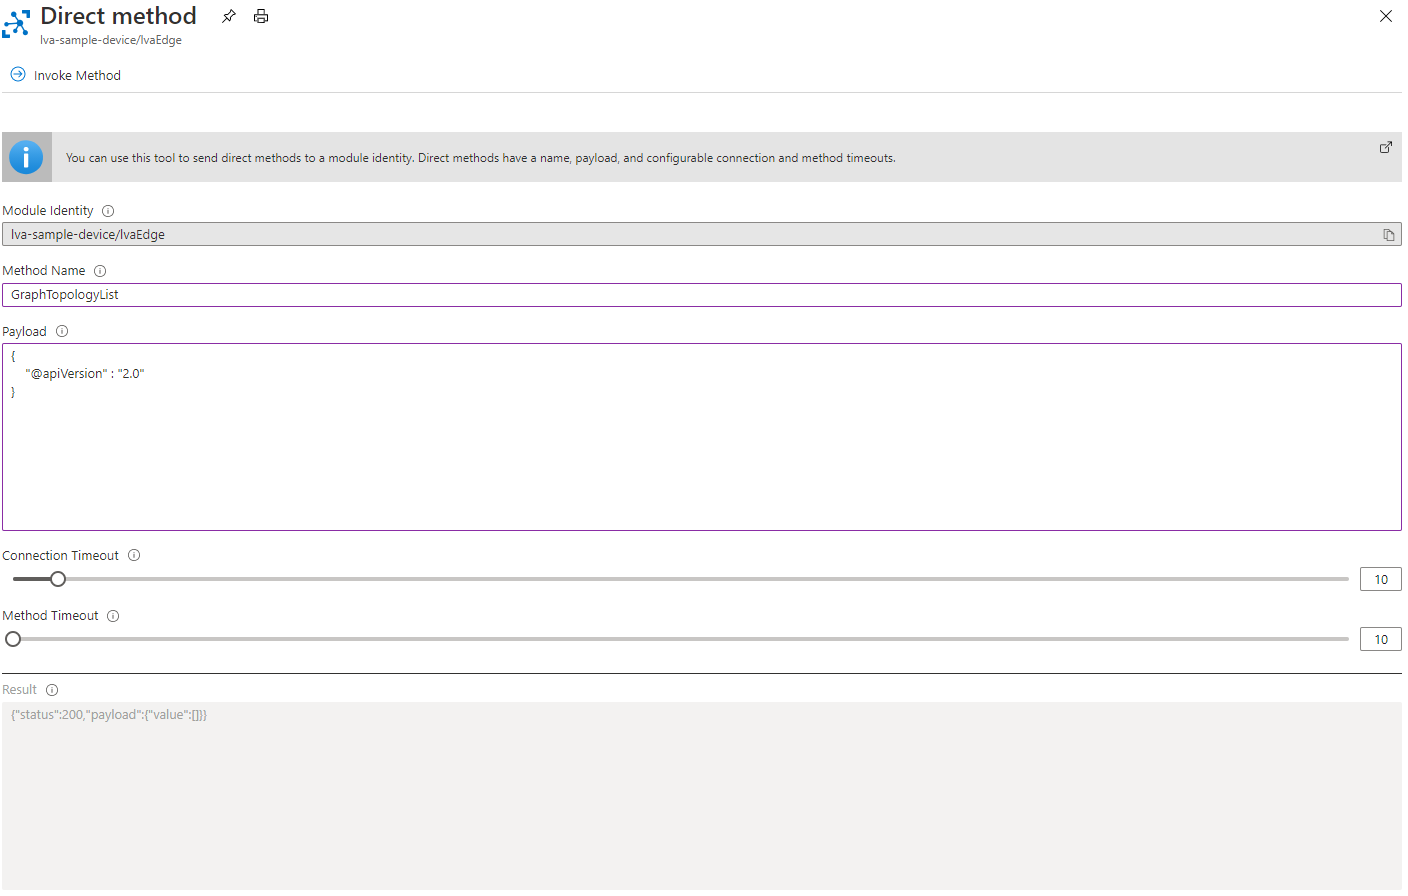 Direct method
lva-sample-device/lvaEdge
Invoke Method
You can use this tool to send direct methods to a module identity. Direct methods have a name, payload, and configurable connection and method timeouts.
Module Identity
lva-sample-device/lvaEdge
Method Name
GraphTopologyList
Payload
{
"@apiVersion" : "2.0"
}
Connection Timeout
10
Method Timeout
10
Result
{"status":200,"payload":{"value":[]}}